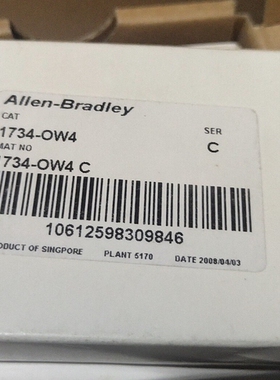 Allen-Bradley
CAT
1734-OW4
SER
C
MAT NO
1734-OW4 C
10612598309846
PRODUCT OF SINGPORE PLANT 5170 DATE 2008/04/03